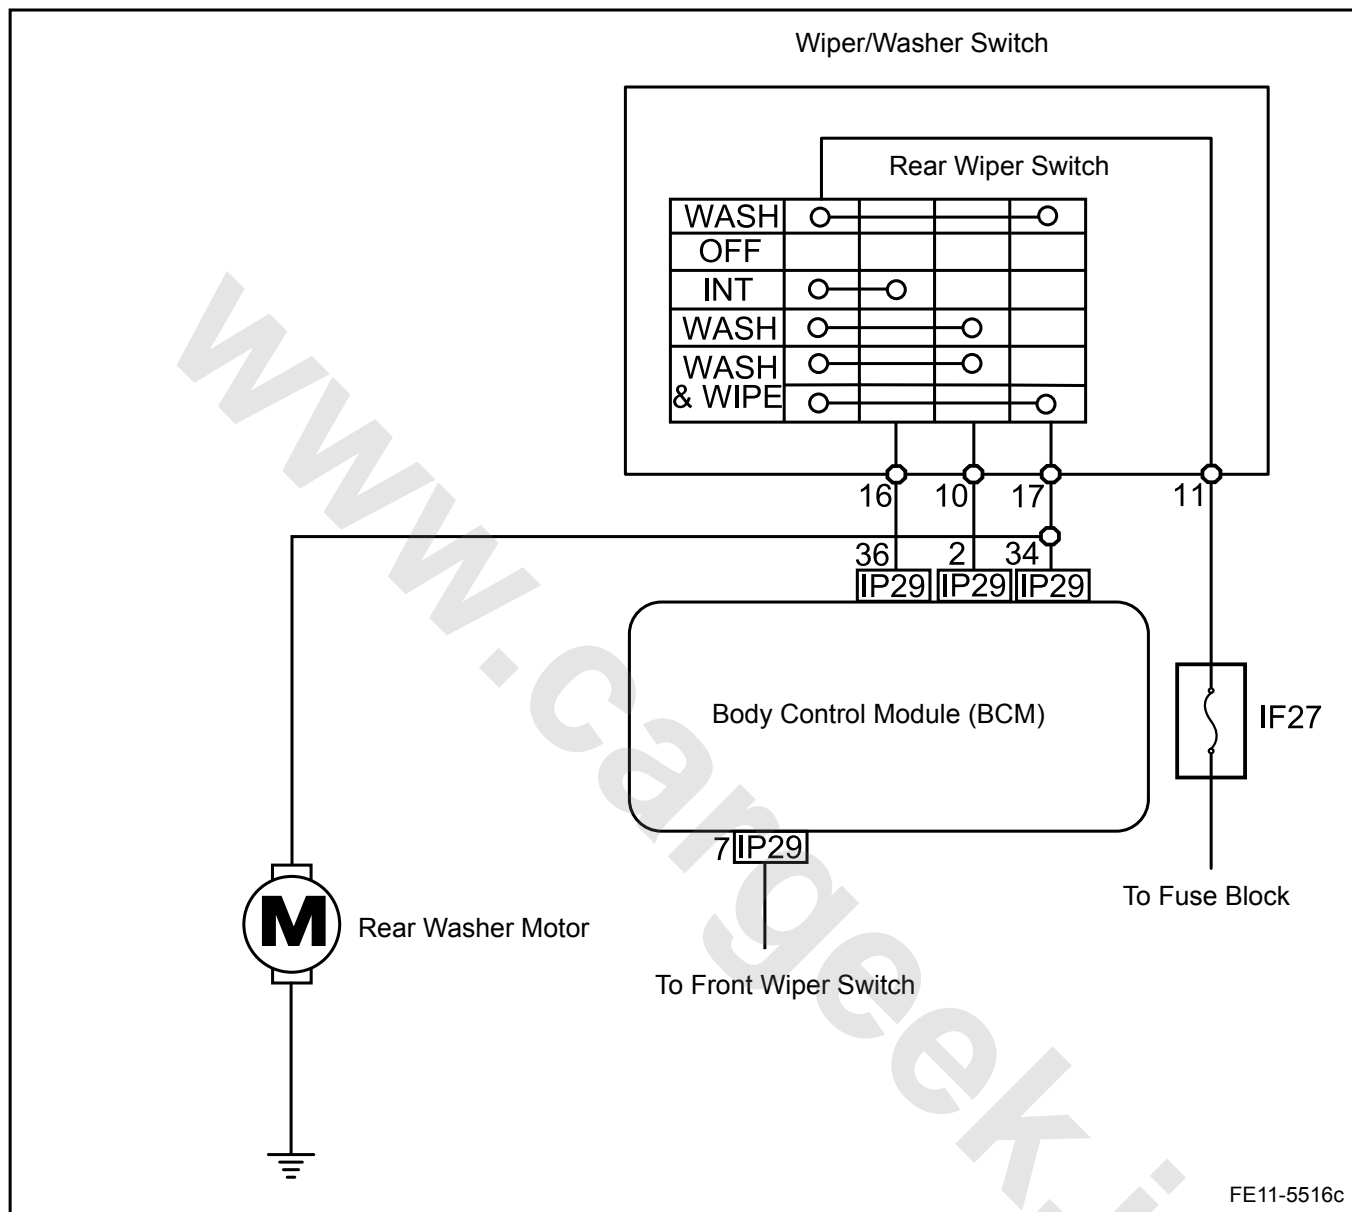 Wiper/Washer Switch
Rear Wiper Switch
WASH
OFF
INT
WASH
WASH
& WIPE
16 10 17 11
36 2 34
IP29 IP29 IP29
Body Control Module (BCM)
IF27
7 IP29
To Fuse Block
M Rear Washer Motor
To Front Wiper Switch
FE11-5516c
www.cargeek.i